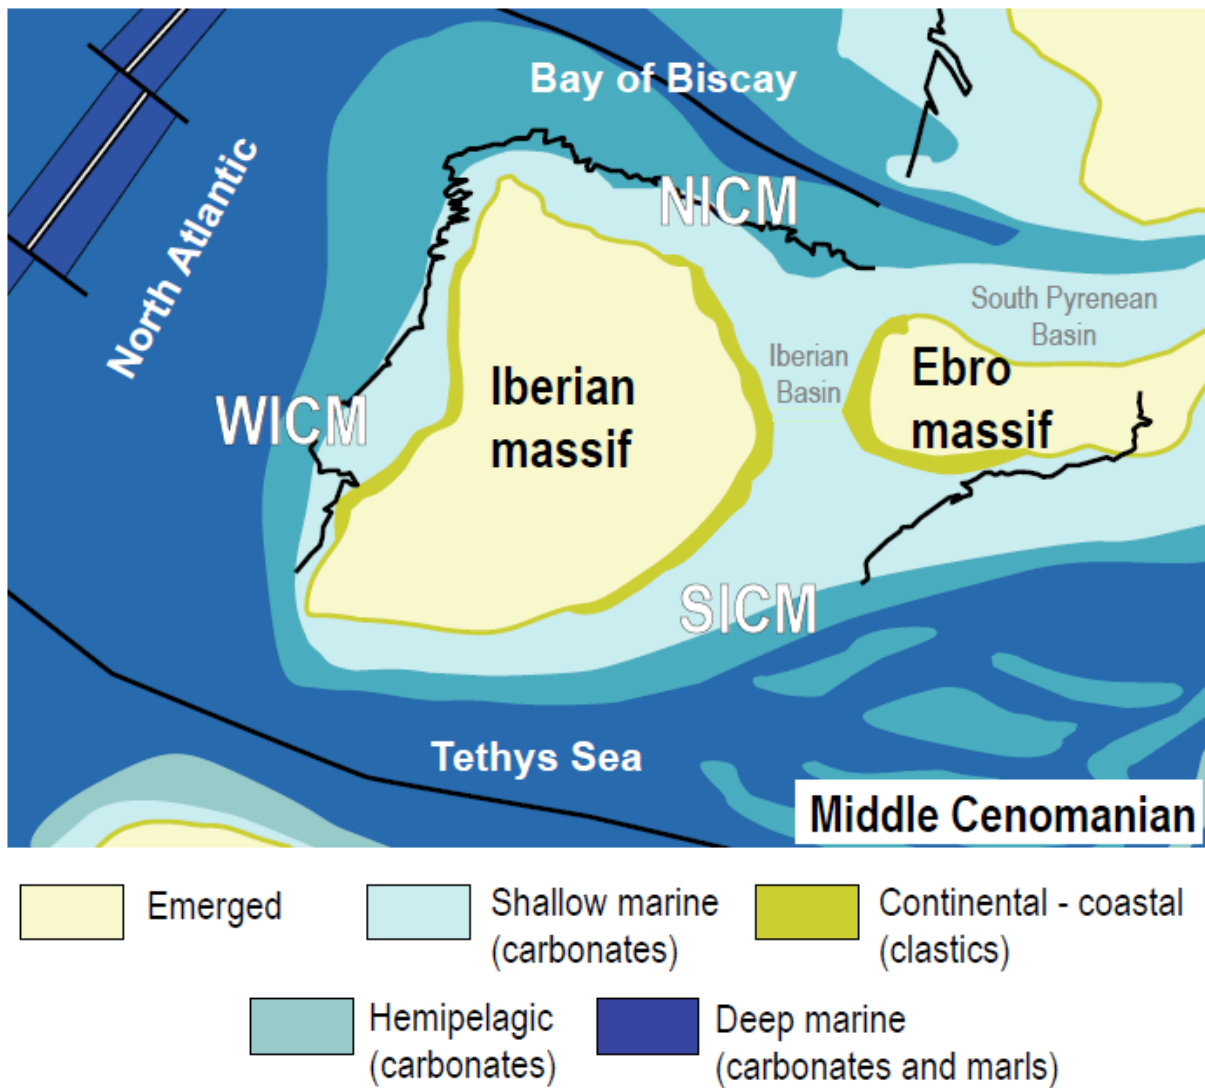 Bay of Biscay
North Atlantic
NICM
South Pyrenean
Basin
Iberian
Basin
Ebro
massif
Iberian
massif
WICM
SICM
Tethys Sea
Middle Cenomanian
Emerged
Shallow marine
(carbonates)
Continental - coastal
(clastics)
Hemipelagic
(carbonates)
Deep marine
(carbonates and marls)